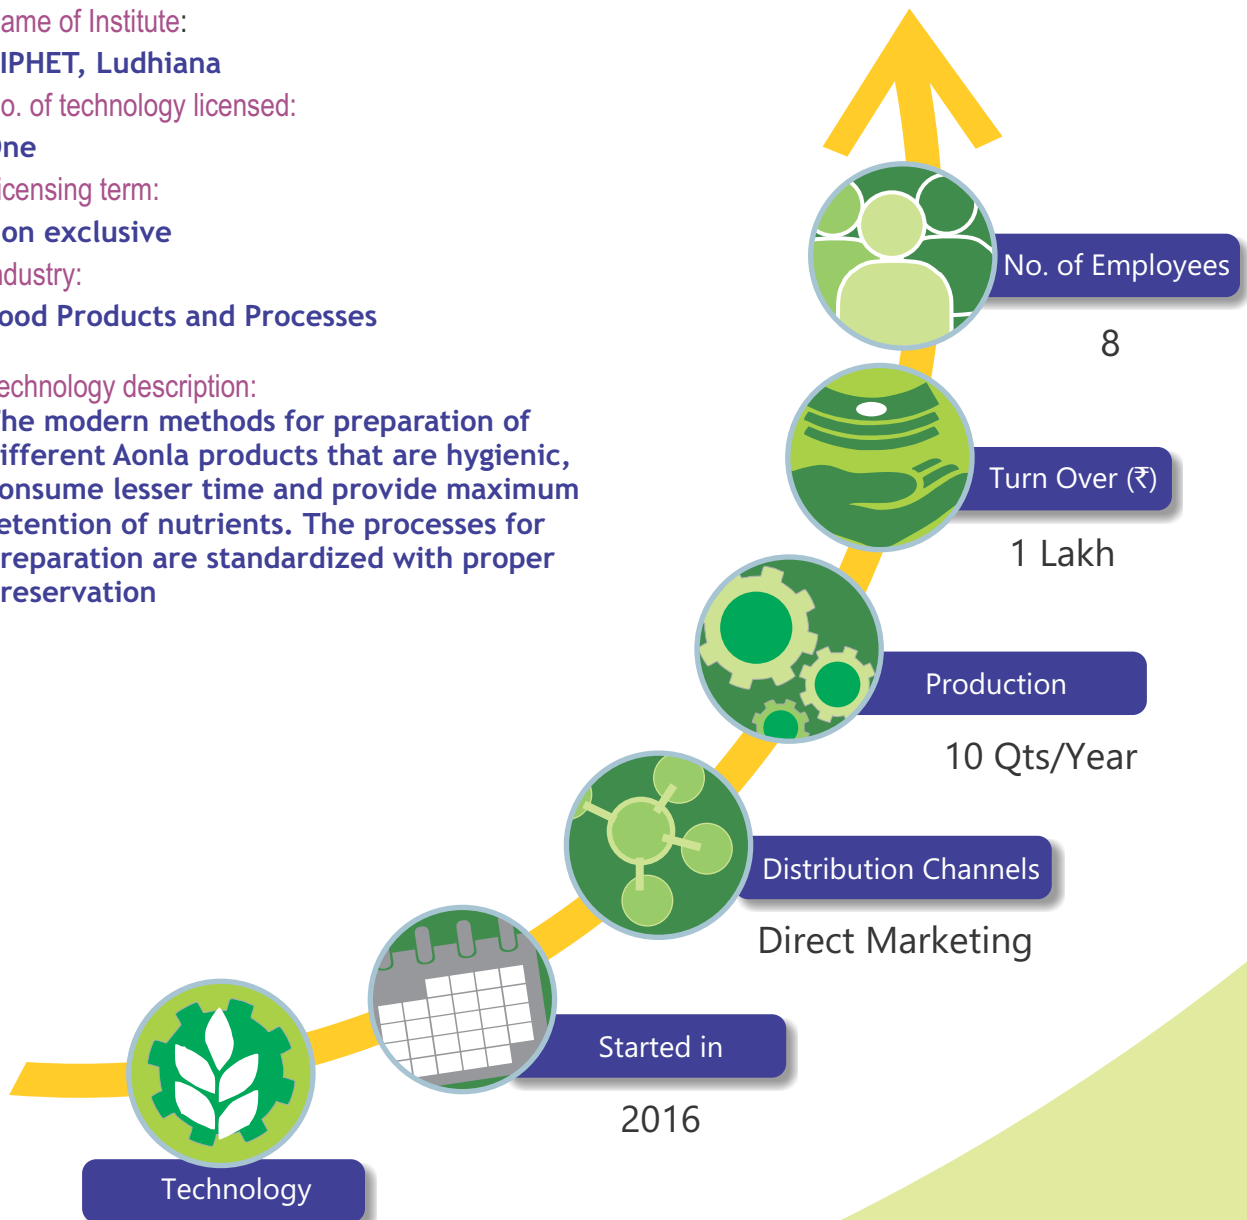 ame of Institute:
IPHET, Ludhiana
o. of technology licensed:
ne
icensing term:
on exclusive
ndustry:
ood Products and Processes
echnology description:
he modern methods for preparation of
ifferent Aonla products that are hygienic,
onsume lesser time and provide maximum
etention of nutrients. The processes for
reparation are standardized with proper
reservation
No. of Employees
8
Turn Over (₹)
1 Lakh
Production
10 Qts/Year
Distribution Channels
Direct Marketing
Started in
2016
Technology